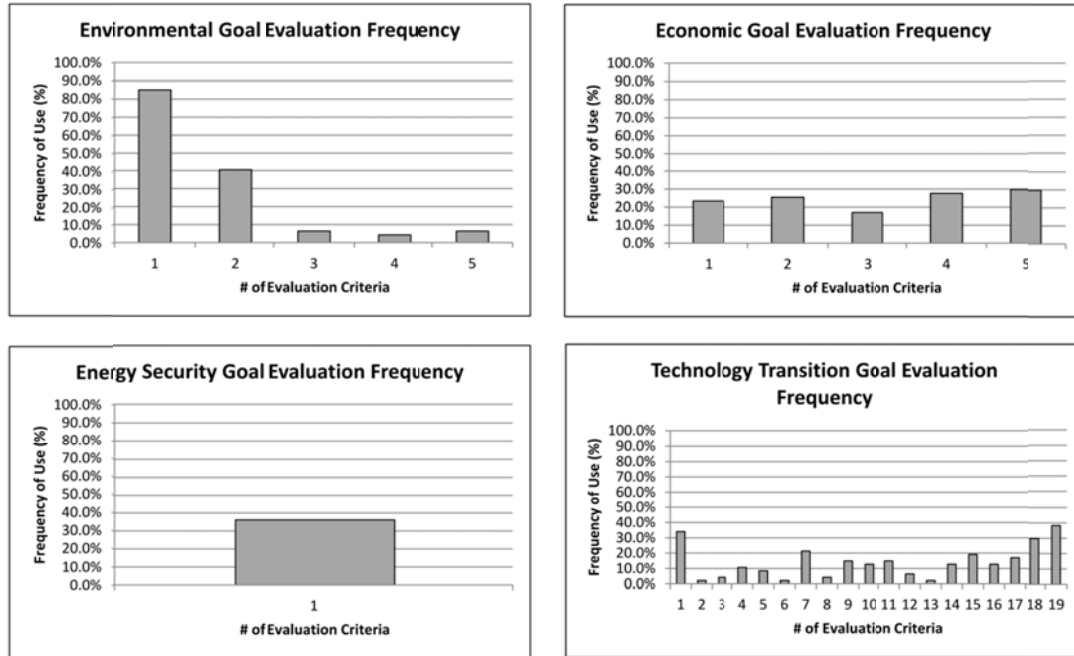 Environmental Goal Evaluation Frequency
Frequency of Use (%)
100.0%
90.0%
80.0%
70.0%
60.0%
50.0%
40.0%
30.0%
20.0%
10.0%
0.0%
1 2 3 4 5
# of Evaluation Criteria
Economic Goal Evaluation Frequency
Frequency of Use (%)
100.0%
90.0%
80.0%
70.0%
60.0%
50.0%
40.0%
30.0%
20.0%
10.0%
0.0%
1 2 3 4 5
# of Evaluation Criteria
Energy Security Goal Evaluation Frequency
Frequency of Use (%)
100.0%
90.0%
80.0%
70.0%
60.0%
50.0%
40.0%
30.0%
20.0%
10.0%
0.0%
1
# of Evaluation Criteria
Technology Transition Goal Evaluation
Frequency
Frequency of Use (%)
100.0%
90.0%
80.0%
70.0%
60.0%
50.0%
40.0%
30.0%
20.0%
10.0%
0.0%
1 2 3 4 5 6 7 8 9 10 11 12 13 14 15 16 17 18 19
# of Evaluation Criteria